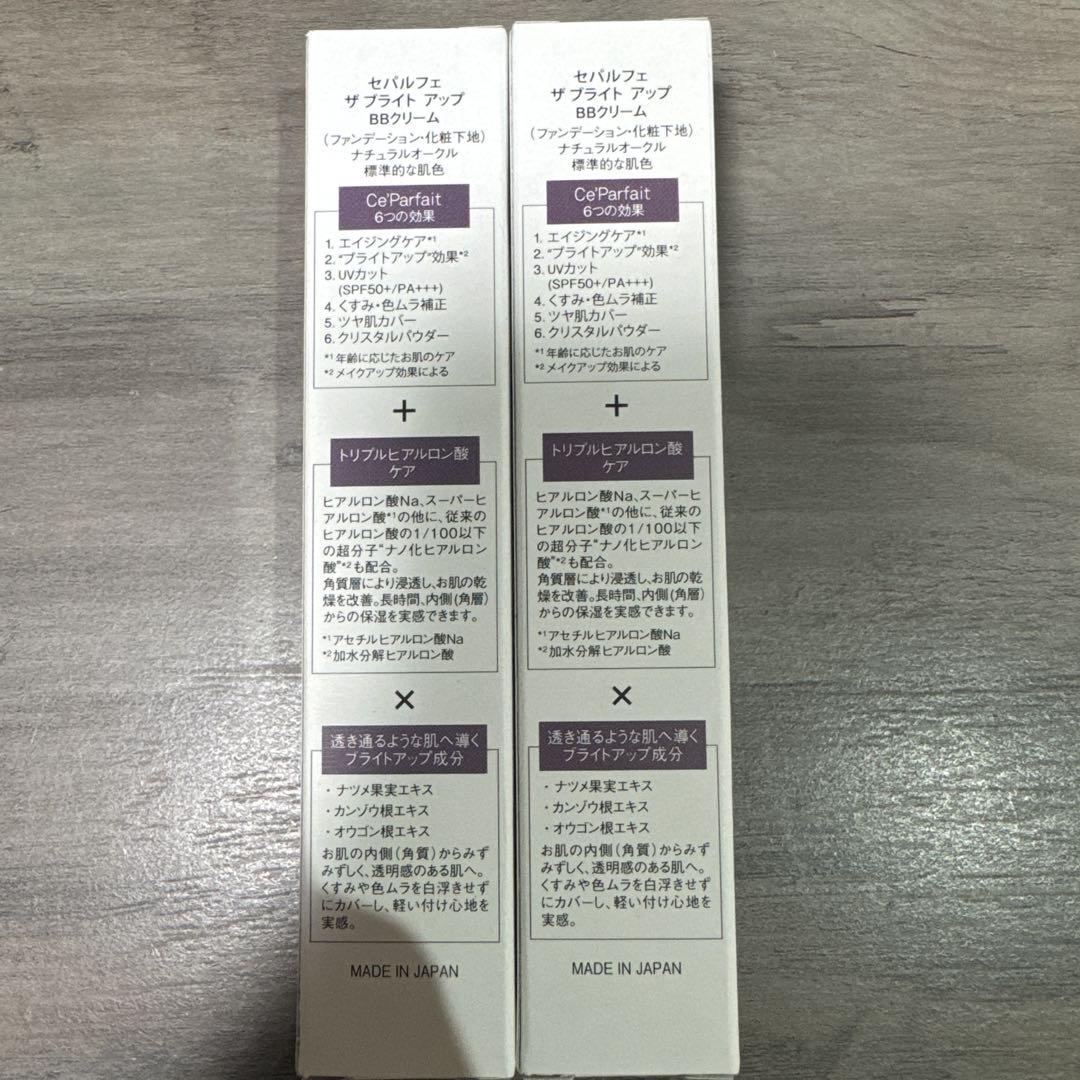 セパルフェ
ザ ブライト アップ
BBクリーム
(ファンデーション・化粧下地)
ナチュラルオークル
標準的な肌色
Ce'Parfait
6つの効果
1. エイジングケア*1
2. "ブライトアップ"効果*2
3. UVカット
(SPF50+/PA+++)
4. くすみ・色ムラ補正
5. ツヤ肌カバー
6. クリスタルパウダー
*1 年齢に応じたお肌のケア
*2 メイクアップ効果による
+
トリプルヒアルロン酸
ケア
ヒアルロン酸Na、スーパーヒ
アルロン酸*1の他に、従来の
ヒアルロン酸の1/100以下
の超分子"ナノ化ヒアルロン
酸"*2も配合。
角質層により浸透し、お肌の乾
燥を改善。長時間、内側(角層)
からの保湿を実感できます。
*1アセチルヒアルロン酸Na
*2加水分解ヒアルロン酸
×
透き通るような肌へ導く
ブライトアップ成分
・ナツメ果実エキス
・カンゾウ根エキス
・オウゴン根エキス
お肌の内側(角質)からみず
みずしく、透明感のある肌へ。
くすみや色ムラを白浮きせず
にカバーし、軽い付け心地を
実感。
MADE IN JAPAN
セパルフェ
ザ ブライト アップ
BBクリーム
(ファンデーション・化粧下地)
ナチュラルオークル
標準的な肌色
Ce'Parfait
6つの効果
1. エイジングケア*1
2. "ブライトアップ"効果*2
3. UVカット
(SPF50+/PA+++)
4. くすみ・色ムラ補正
5. ツヤ肌カバー
6. クリスタルパウダー
*1 年齢に応じたお肌のケア
*2 メイクアップ効果による
+
トリプルヒアルロン酸
ケア
ヒアルロン酸Na、スーパーヒ
アルロン酸*1の他に、従来の
ヒアルロン酸の1/100以下
の超分子"ナノ化ヒアルロン
酸"*2も配合。
角質層により浸透し、お肌の乾
燥を改善。長時間、内側(角層)
からの保湿を実感できます。
*1アセチルヒアルロン酸Na
*2加水分解ヒアルロン酸
×
透き通るような肌へ導く
ブライトアップ成分
・ナツメ果実エキス
・カンゾウ根エキス
・オウゴン根エキス
お肌の内側(角質)からみず
みずしく、透明感のある肌へ。
くすみや色ムラを白浮きせず
にカバーし、軽い付け心地を
実感。
MADE IN JAPAN